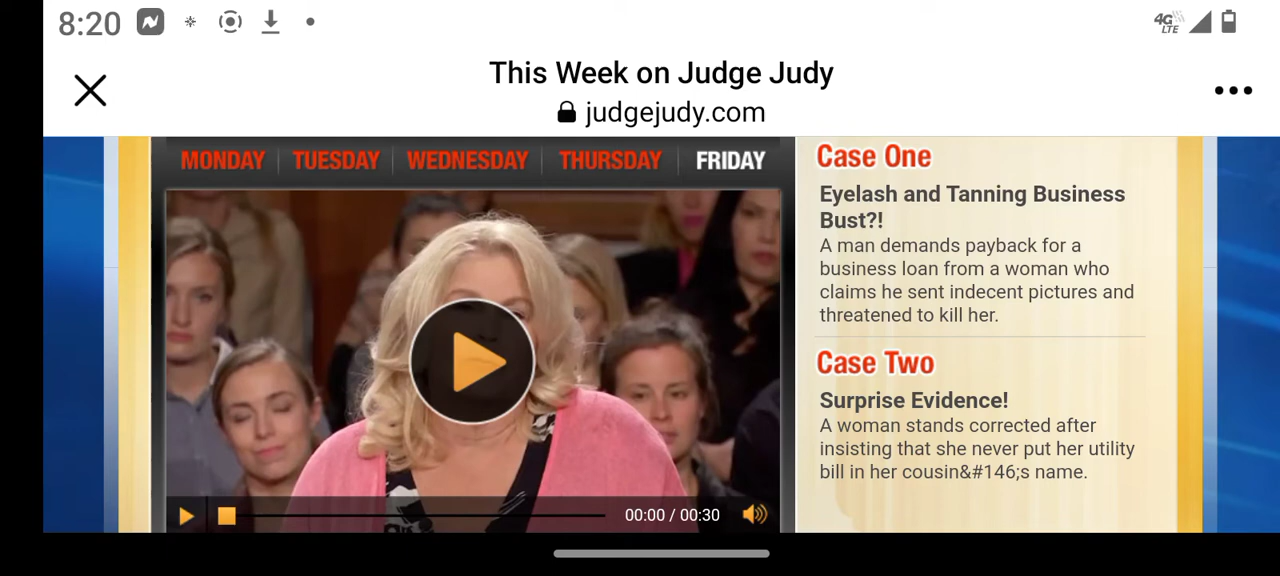 8:20
4G LTE
This Week on Judge Judy
judgejudy.com
MONDAY TUESDAY WEDNESDAY THURSDAY FRIDAY
Case One
Eyelash and Tanning Business
Bust?!
A man demands payback for a
business loan from a woman who
claims he sent indecent pictures and
threatened to kill her.
Case Two
Surprise Evidence!
A woman stands corrected after
insisting that she never put her utility
bill in her cousin&#146;s name.
00:00 / 00:30